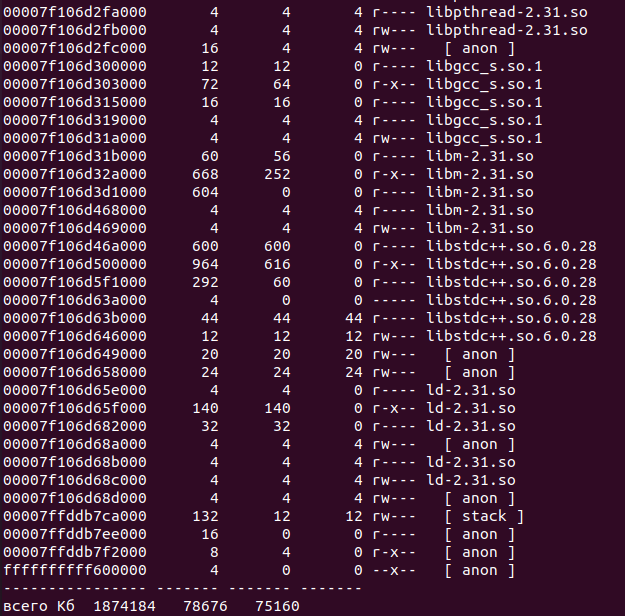 00007f106d2fa000       4       4       4 r---- libpthread-2.31.so
00007f106d2fb000       4       4       4 rw--- libpthread-2.31.so
00007f106d2fc000      16       4       4 rw---   [ anon ]
00007f106d300000      12      12       0 r---- libgcc_s.so.1
00007f106d303000      72      64       0 r-x-- libgcc_s.so.1
00007f106d315000      16      16       0 r---- libgcc_s.so.1
00007f106d319000       4       4       4 r---- libgcc_s.so.1
00007f106d31a000       4       4       4 rw--- libgcc_s.so.1
00007f106d31b000      60      56       0 r---- libm-2.31.so
00007f106d32a000     668     252       0 r-x-- libm-2.31.so
00007f106d3d1000     604       0       0 r---- libm-2.31.so
00007f106d468000       4       4       4 r---- libm-2.31.so
00007f106d469000       4       4       4 rw--- libm-2.31.so
00007f106d46a000     600     600       0 r---- libstdc++.so.6.0.28
00007f106d500000     964     616       0 r-x-- libstdc++.so.6.0.28
00007f106d5f1000     292      60       0 r---- libstdc++.so.6.0.28
00007f106d63a000       4       0       0 ----- libstdc++.so.6.0.28
00007f106d63b000      44      44      44 r---- libstdc++.so.6.0.28
00007f106d646000      12      12      12 rw--- libstdc++.so.6.0.28
00007f106d649000      20      20      20 rw---   [ anon ]
00007f106d658000      24      24      24 rw---   [ anon ]
00007f106d65e000       4       4       0 r---- ld-2.31.so
00007f106d65f000     140     140       0 r-x-- ld-2.31.so
00007f106d682000      32      32       0 r---- ld-2.31.so
00007f106d68a000       4       4       4 rw---   [ anon ]
00007f106d68b000       4       4       4 r---- ld-2.31.so
00007f106d68c000       4       4       4 rw--- ld-2.31.so
00007f106d68d000       4       4       4 rw---   [ anon ]
00007ffddb7ca000     132      12      12 rw---   [ stack ]
00007ffddb7ee000      16       0       0 r----   [ anon ]
00007ffddb7f2000       8       4       0 r-x--   [ anon ]
ffffffffff600000       4       0       0 --x--   [ anon ]
---------------- ------- ------- -------
всего Кб  1874184   78676   75160